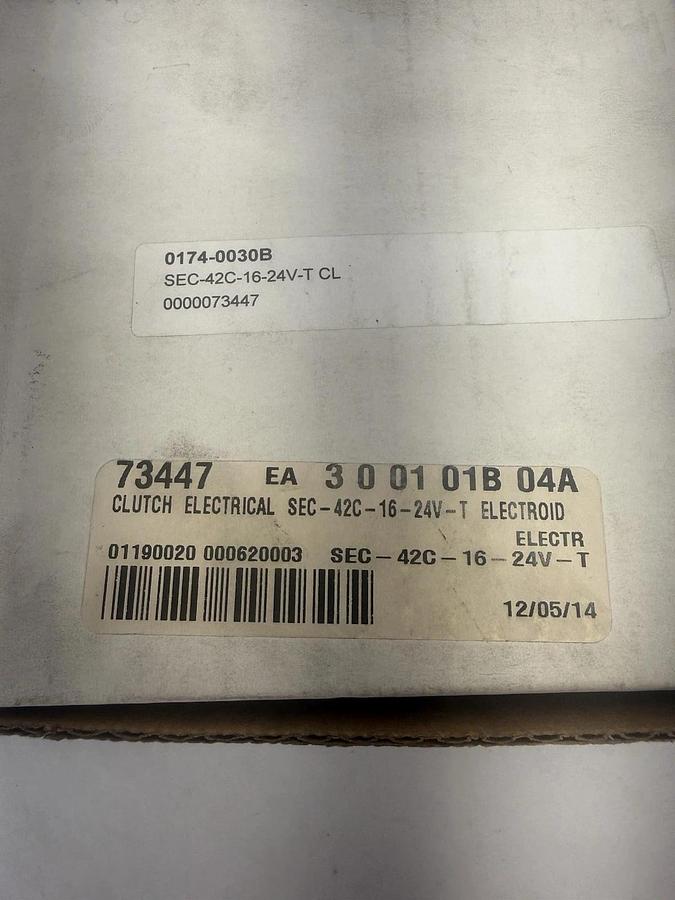 0174-0030B
SEC-42C-16-24V-T CL
0000073447
73447 EA 3 0 01 01B 04A
CLUTCH ELECTRICAL SEC-42C-16-24V-T ELECTROID
ELECTR
01190020 000620003 SEC-42C-16-24V-T
12/05/14